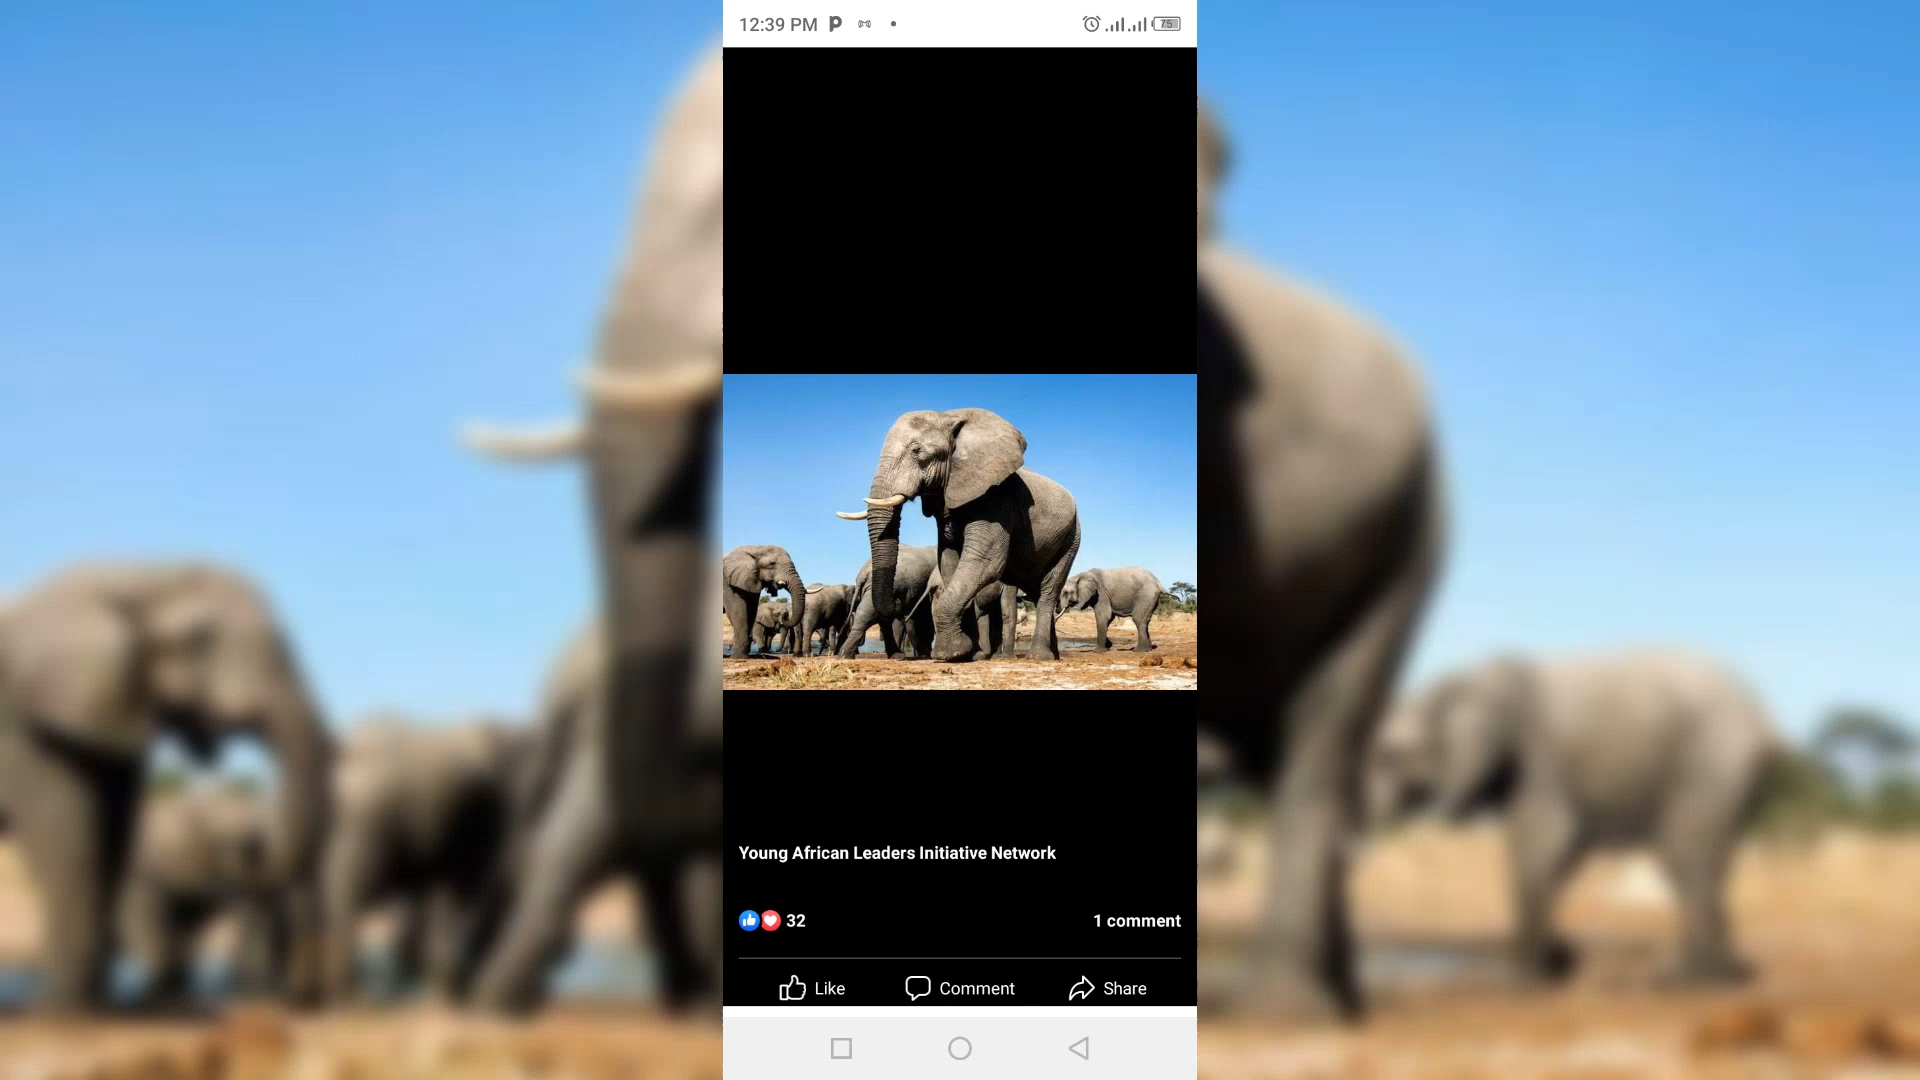 12:39 PM
75
Young African Leaders Initiative Network
32
1 comment
Like
Comment
Share